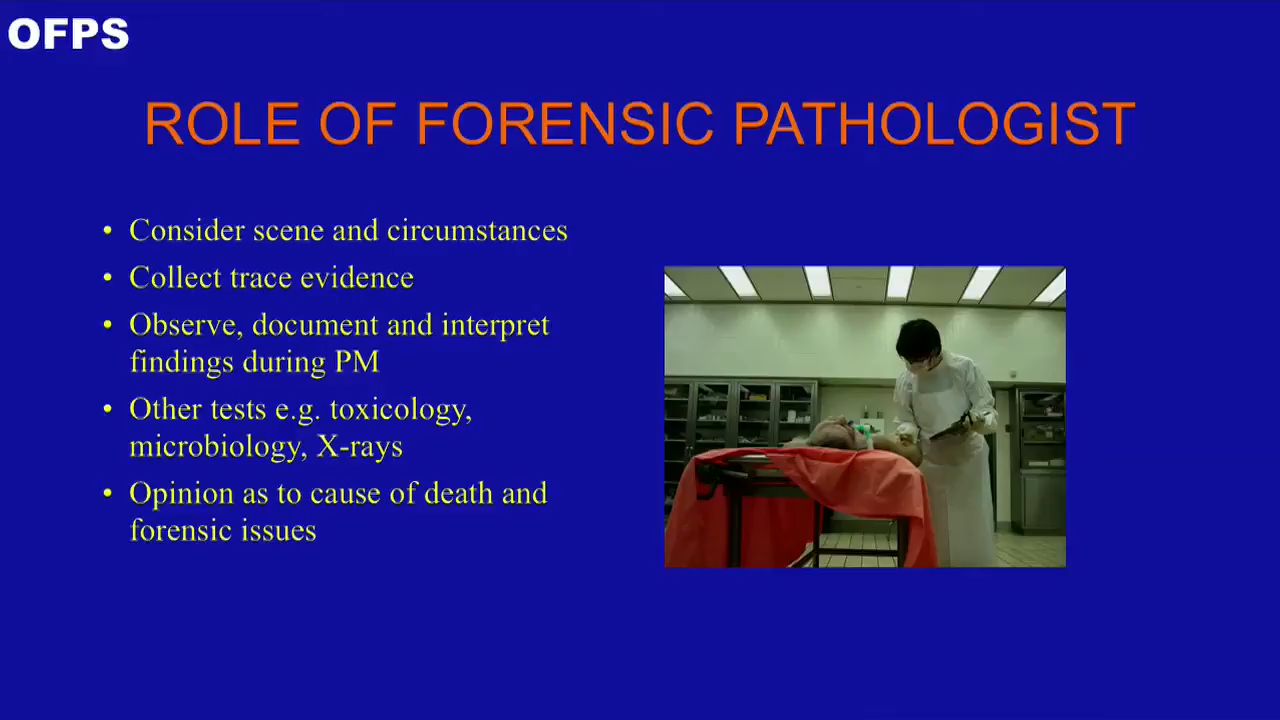 OFPS
ROLE OF FORENSIC PATHOLOGIST
• Consider scene and circumstances
• Collect trace evidence
• Observe, document and interpret
findings during PM
• Other tests e.g. toxicology,
microbiology, X-rays
• Opinion as to cause of death and
forensic issues